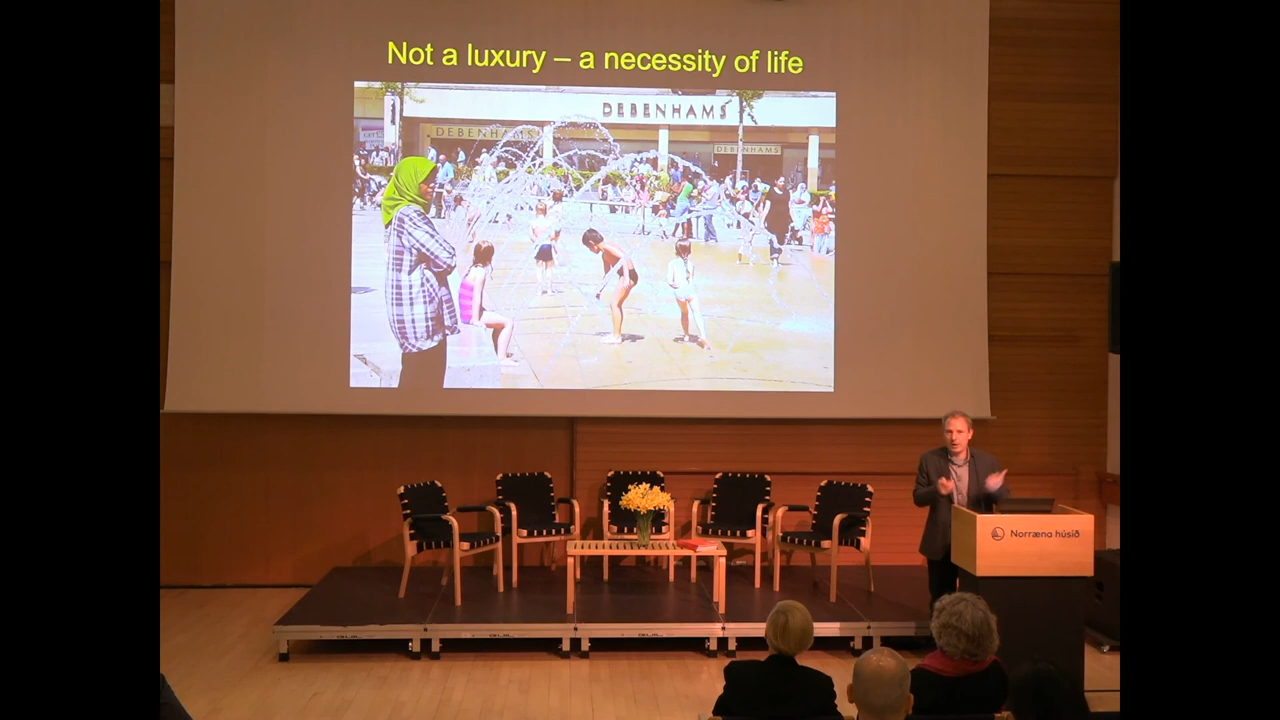 Not a luxury – a necessity of life
DEBENHAMS
DEBENHAMS
DEBENHAMS
Norræna húsið